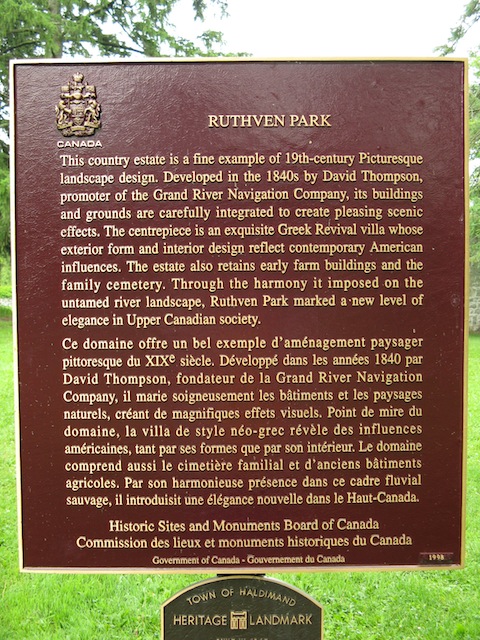 CANADA
RUTHVEN PARK
This country estate is a fine example of 19th-century Picturesque
landscape design. Developed in the 1840s by David Thompson,
promoter of the Grand River Navigation Company, its buildings
and grounds are carefully integrated to create pleasing scenic
effects. The centrepiece is an exquisite Greek Revival villa whose
exterior form and interior design reflect contemporary American
influences. The estate also retains early farm buildings and the
family cemetery. Through the harmony it imposed on the
untamed river landscape, Ruthven Park marked a new level of
elegance in Upper Canadian society.
Ce domaine offre un bel exemple d'aménagement paysager
pittoresque du XIXe siècle. Développé dans les années 1840 par
David Thompson, fondateur de la Grand River Navigation
Company, il marie soigneusement les bâtiments et les paysages
naturels, créant de magnifiques effets visuels. Point de mire du
domaine, la villa de style néo-grec révèle des influences
américaines, tant par ses formes que par son intérieur. Le domaine
comprend aussi le cimetière familial et d'anciens bâtiments
agricoles. Par son harmonieuse présence dans ce cadre fluvial
sauvage, il introduisit une élégance nouvelle dans le Haut-Canada.
Historic Sites and Monuments Board of Canada
Commission des lieux et monuments historiques du Canada
Government of Canada - Gouvernement du Canada
1998
TOWN OF HALDIMAND
HERITAGE LANDMARK